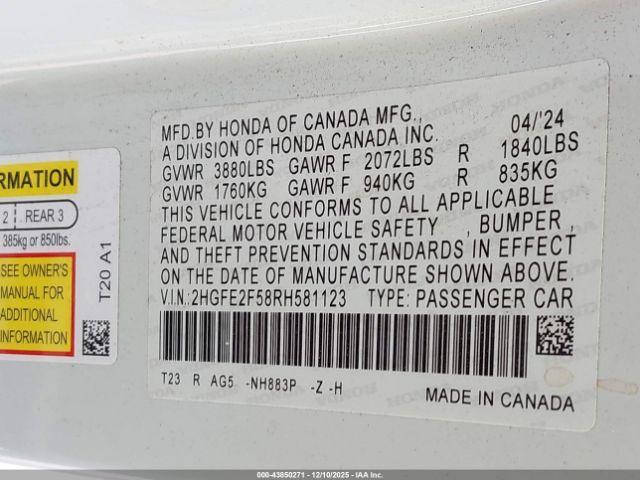 MFD.BY HONDA OF CANADA MFG.,
A DIVISION OF HONDA CANADA INC. 04/'24
GVWR 3880LBS GAWR F 2072LBS R 1840LBS
GVWR 1760KG GAWR F 940KG R 835KG
THIS VEHICLE CONFORMS TO ALL APPLICABLE
FEDERAL MOTOR VEHICLE SAFETY , BUMPER ,
AND THEFT PREVENTION STANDARDS IN EFFECT
ON THE DATE OF MANUFACTURE SHOWN ABOVE.
V.I.N:2HGFE2F58RH581123 TYPE: PASSENGER CAR
T23 R AG5 -NH883P -Z -H
MADE IN CANADA
RMATION
2 REAR 3
385kg or 850lbs.
SEE OWNER'S
MANUAL FOR
ADDITIONAL
INFORMATION
T20 A1
000-43850271 - 12/10/2025 - IAA Inc.